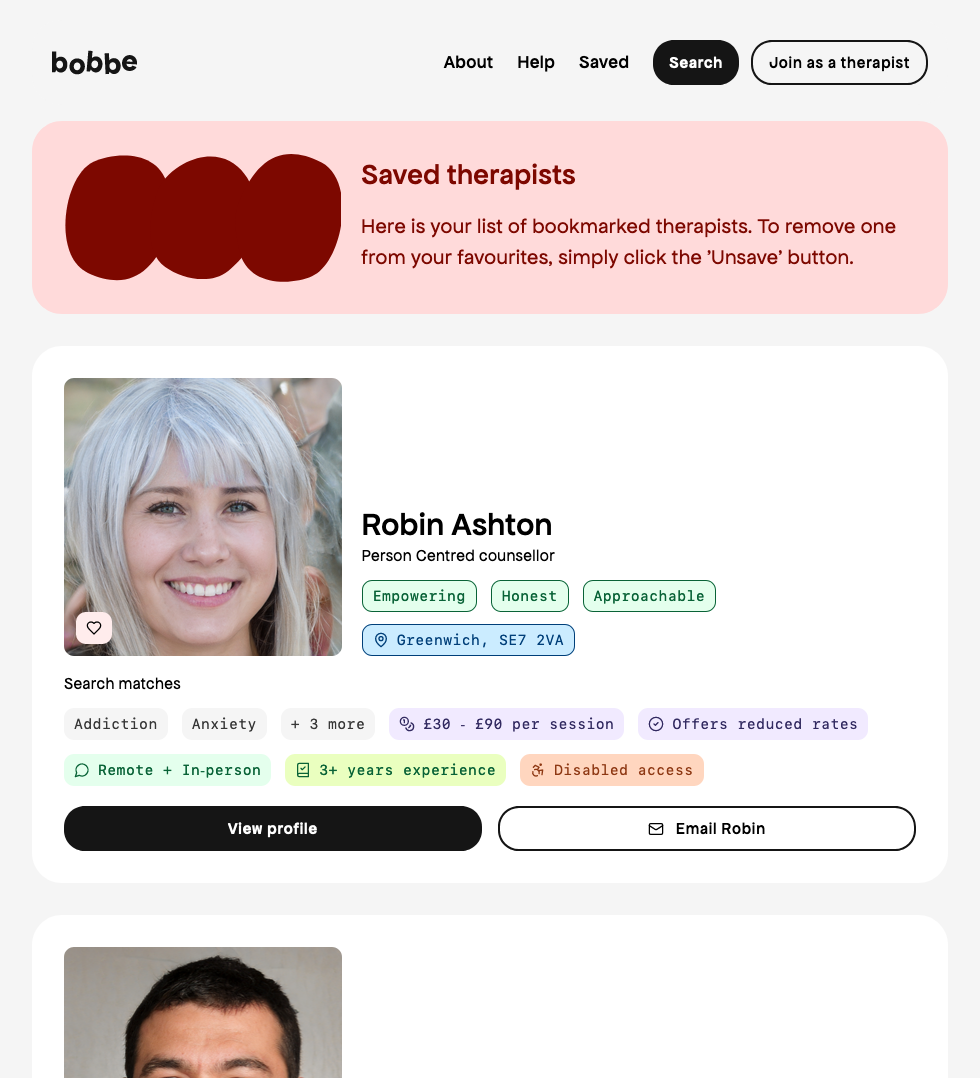 bobbe
About Help Saved Search Join as a therapist
Saved therapists
Here is your list of bookmarked therapists. To remove one
from your favourites, simply click the ’Unsave’ button.
Robin Ashton
Person Centred counsellor
Empowering Honest Approachable
Greenwich, SE7 2VA
Search matches
Addiction Anxiety + 3 more £30 - £90 per session Offers reduced rates
Remote + In-person 3+ years experience Disabled access
View profile Email Robin